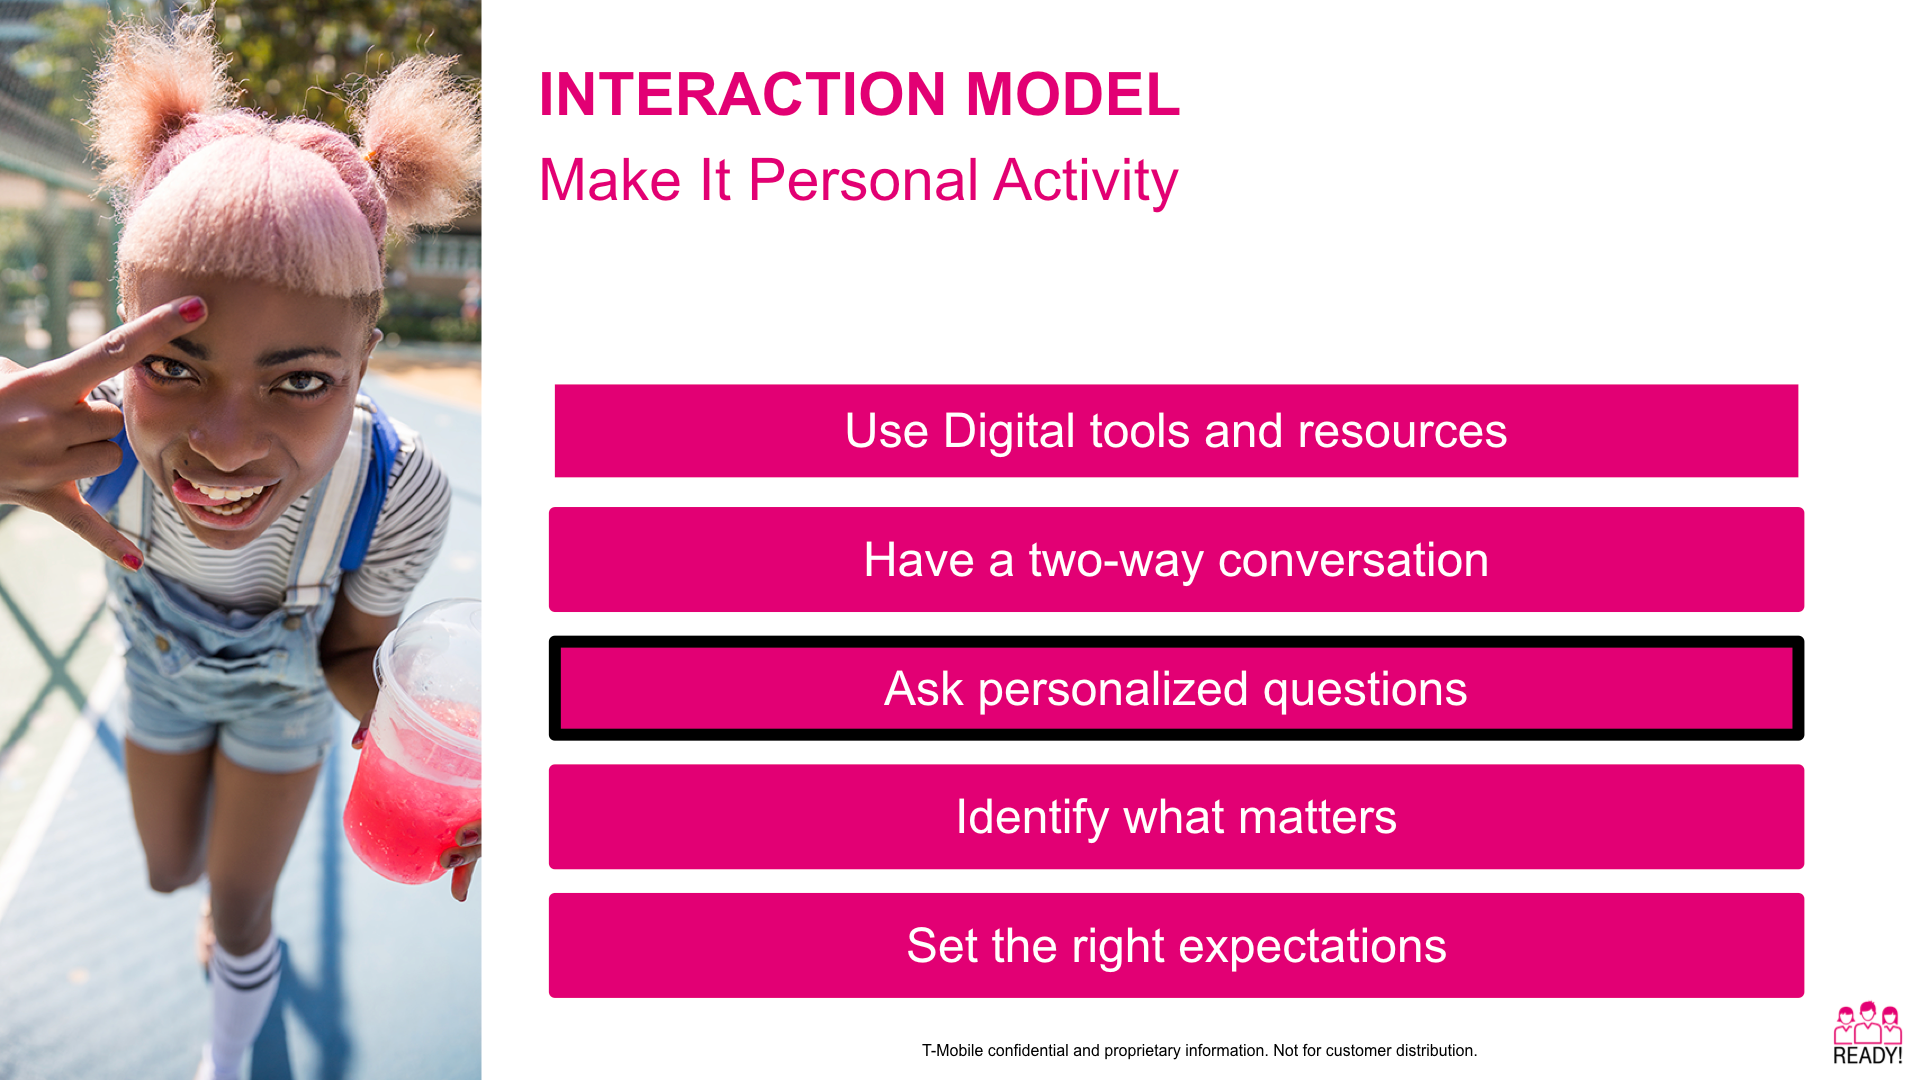 INTERACTION MODEL
Make It Personal Activity
Use Digital tools and resources
Have a two-way conversation
Ask personalized questions
Identify what matters
Set the right expectations
T-Mobile confidential and proprietary information. Not for customer distribution.
READY!